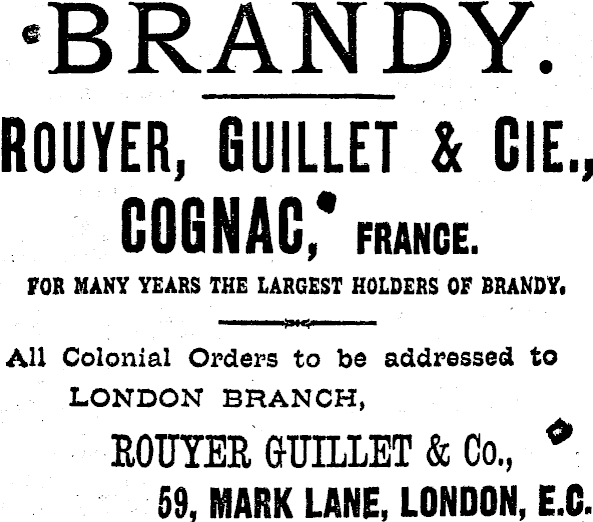 BRANDY.
ROUYER, GUILLET & CIE.,
COGNAC, FRANCE.
FOR MANY YEARS THE LARGEST HOLDERS OF BRANDY.
All Colonial Orders to be addressed to
LONDON BRANCH,
ROUYER GUILLET & Co.,
59, MARK LANE, LONDON, E.C.